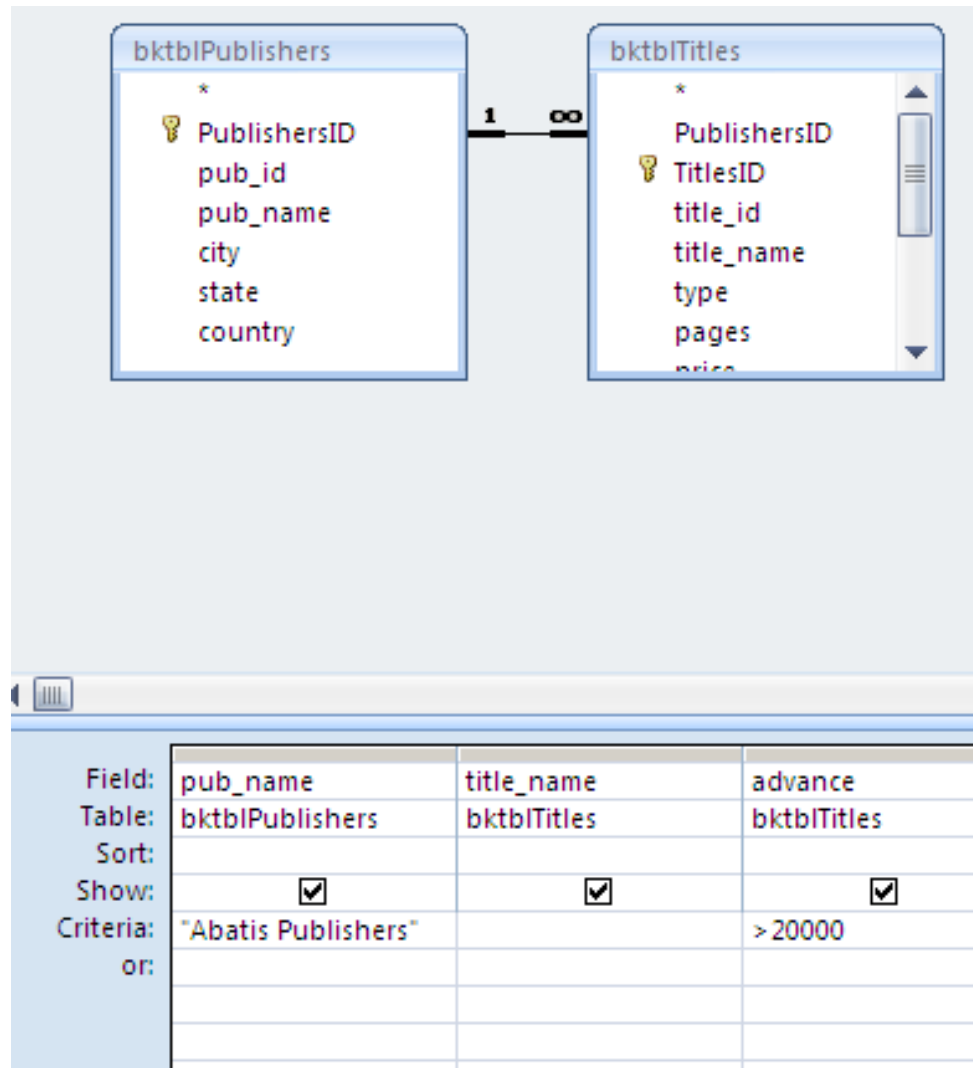 bktblPublishers
*
PublishersID
pub_id
pub_name
city
state
country
1 ∞
bktblTitles
*
PublishersID
TitlesID
title_id
title_name
type
pages
price
Field: pub_name title_name advance
Table: bktblPublishers bktblTitles bktblTitles
Sort:
Show:
Criteria: "Abatis Publishers" >20000
or: